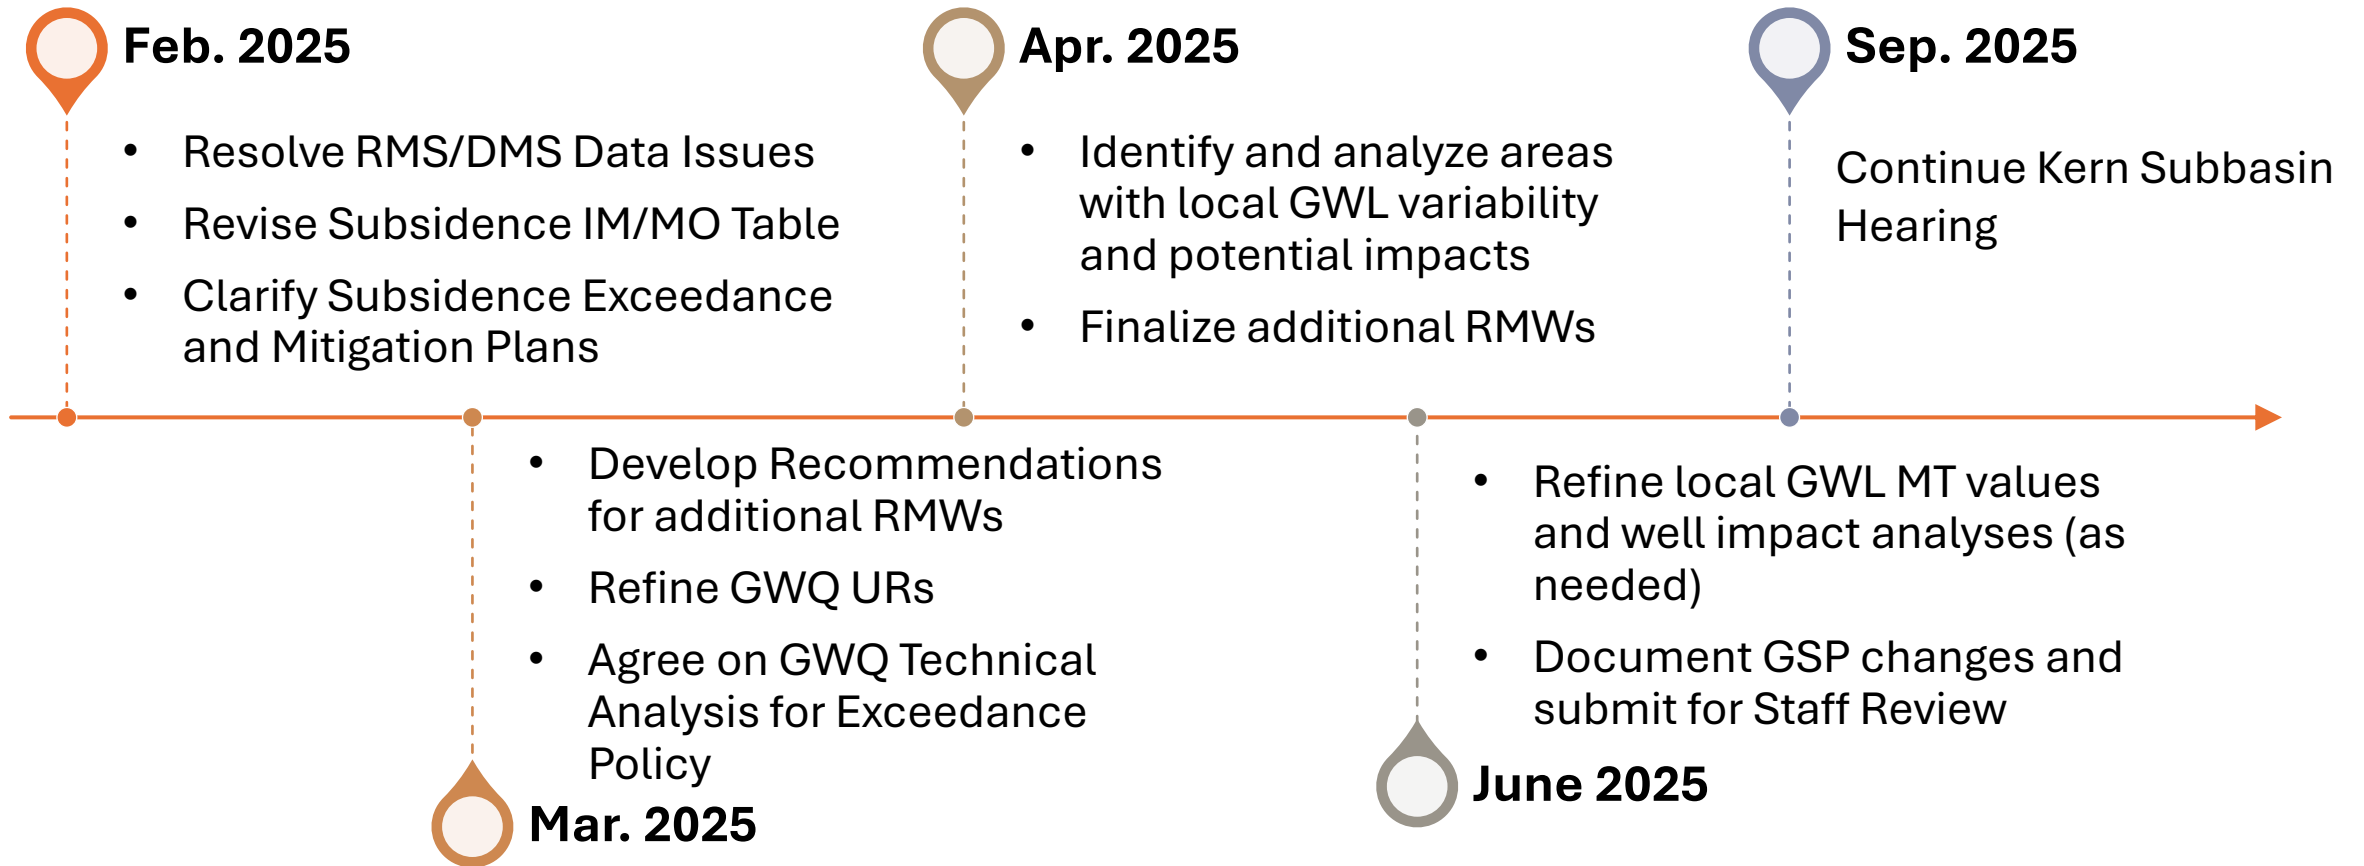 Feb. 2025
• Resolve RMS/DMS Data Issues
• Revise Subsidence IM/MO Table
• Clarify Subsidence Exceedance
and Mitigation Plans
• Develop Recommendations
for additional RMWs
• Refine GWQ URs
• Agree on GWQ Technical
Analysis for Exceedance
Policy
Mar. 2025
Apr. 2025
• Identify and analyze areas
with local GWL variability
and potential impacts
• Finalize additional RMWs
• Refine local GWL MT values
and well impact analyses (as
needed)
• Document GSP changes and
submit for Staff Review
June 2025
Sep. 2025
Continue Kern Subbasin
Hearing